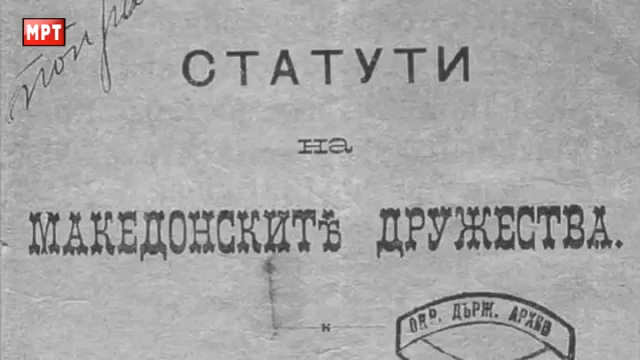 МРТ
СТАТУТИ
на
МАКЕДОНСКИТѢ ДРУЖЕСТВА.
и
ОКР. ДЪРЖ. АРХИВ